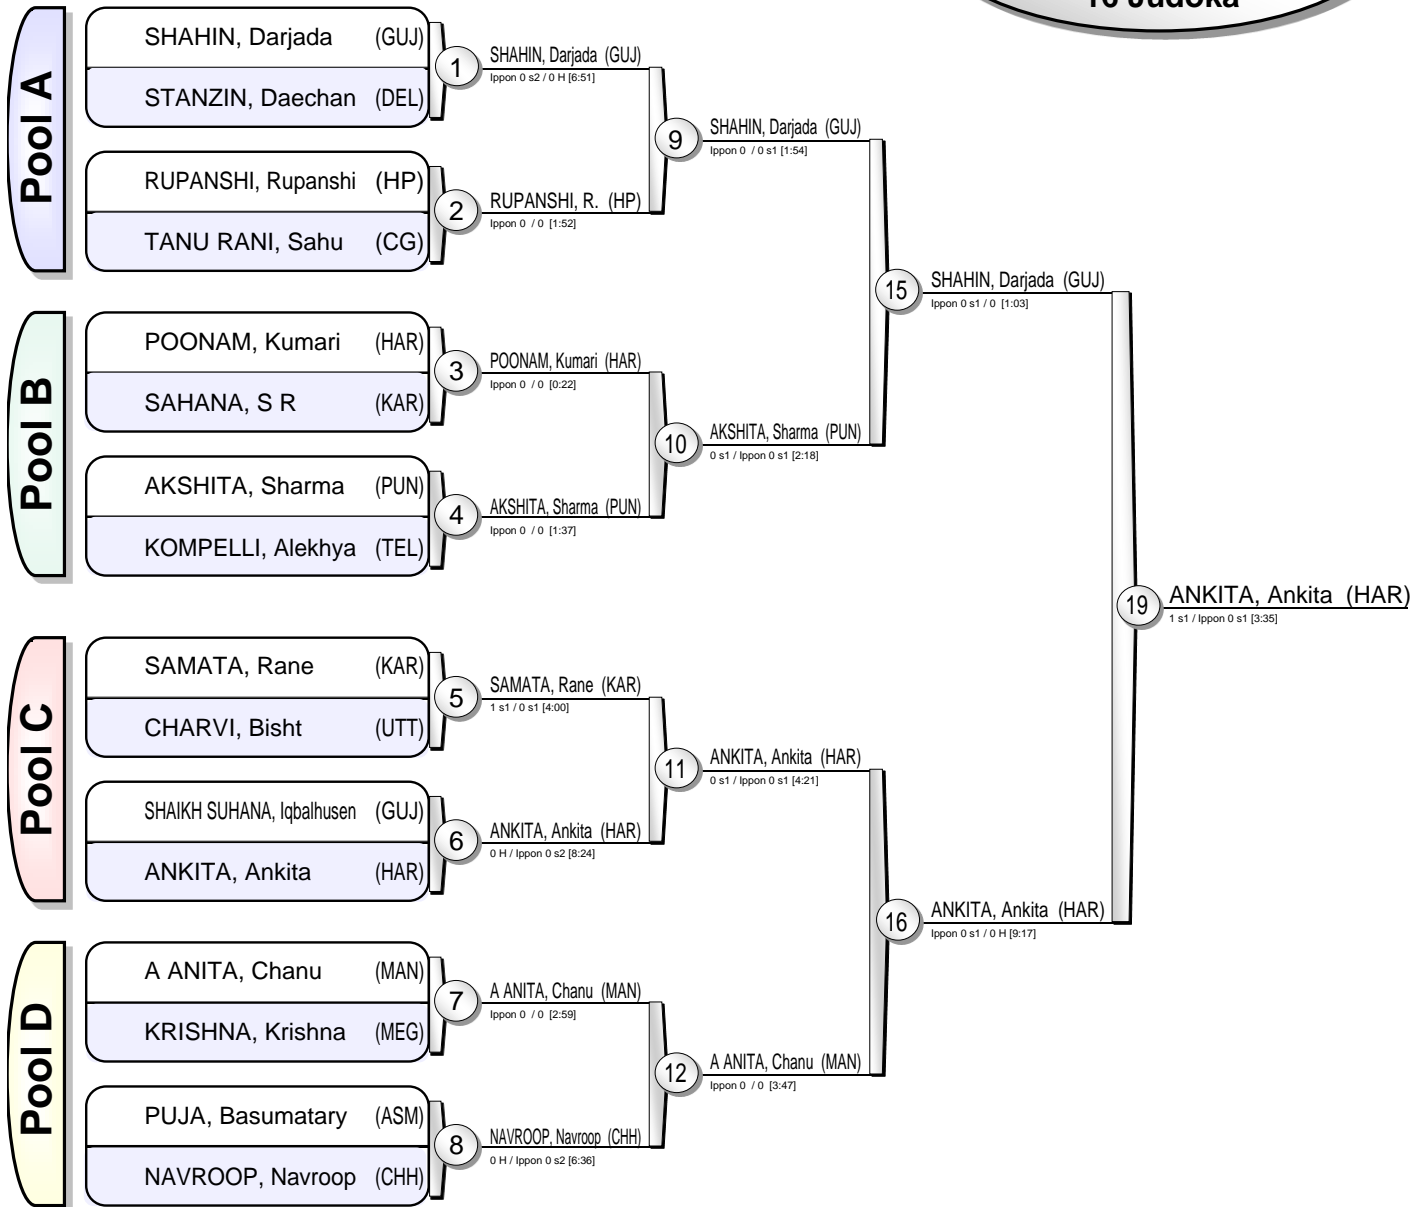 16 Judoka
Pool A
SHAHIN, Darjada (GUJ)
STANZIN, Daechan (DEL)
1
SHAHIN, Darjada (GUJ)
Ippon 0 s2 / 0 H [6:51]
RUPANSHI, Rupanshi (HP)
TANU RANI, Sahu (CG)
2
RUPANSHI, R. (HP)
Ippon 0 / 0 [1:52]
9
SHAHIN, Darjada (GUJ)
Ippon 0 / 0 s1 [1:54]
Pool B
POONAM, Kumari (HAR)
SAHANA, S R (KAR)
3
POONAM, Kumari (HAR)
Ippon 0 / 0 [0:22]
AKSHITA, Sharma (PUN)
KOMPELLI, Alekhya (TEL)
4
AKSHITA, Sharma (PUN)
Ippon 0 / 0 [1:37]
10
AKSHITA, Sharma (PUN)
0 s1 / Ippon 0 s1 [2:18]
15
SHAHIN, Darjada (GUJ)
Ippon 0 s1 / 0 [1:03]
Pool C
SAMATA, Rane (KAR)
CHARVI, Bisht (UTT)
5
SAMATA, Rane (KAR)
1 s1 / 0 s1 [4:00]
SHAIKH SUHANA, Iqbalhusen (GUJ)
ANKITA, Ankita (HAR)
6
ANKITA, Ankita (HAR)
0 H / Ippon 0 s2 [8:24]
11
ANKITA, Ankita (HAR)
0 s1 / Ippon 0 s1 [4:21]
Pool D
A ANITA, Chanu (MAN)
KRISHNA, Krishna (MEG)
7
A ANITA, Chanu (MAN)
Ippon 0 / 0 [2:59]
PUJA, Basumatary (ASM)
NAVROOP, Navroop (CHH)
8
NAVROOP, Navroop (CHH)
0 H / Ippon 0 s2 [6:36]
12
A ANITA, Chanu (MAN)
Ippon 0 / 0 [3:47]
16
ANKITA, Ankita (HAR)
Ippon 0 s1 / 0 H [9:17]
19
ANKITA, Ankita (HAR)
1 s1 / Ippon 0 s1 [3:35]